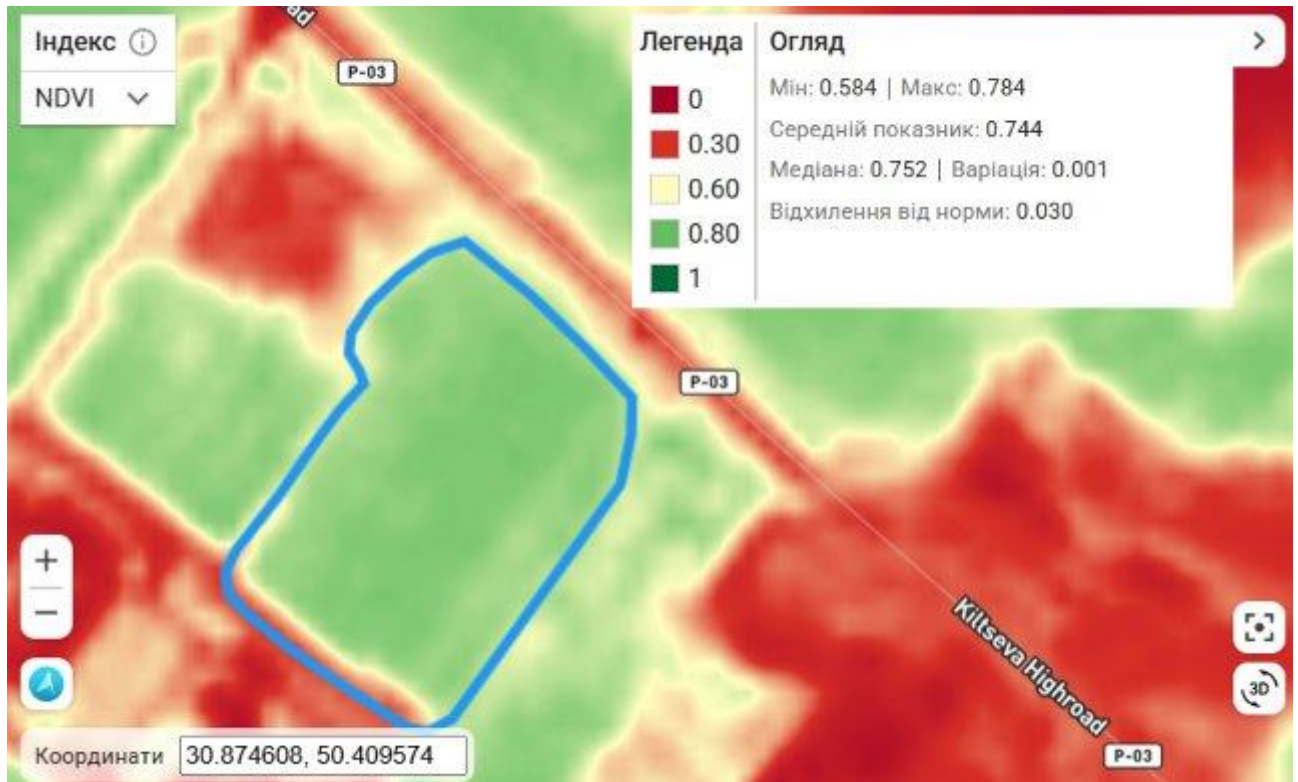 Індекс
NDVI
ad
P-03
Легенда
0
0.30
0.60
0.80
1
Огляд
Мін: 0.584 | Макс: 0.784
Середній показник: 0.744
Медіана: 0.752 | Варіація: 0.001
Відхилення від норми: 0.030
P-03
+
−
Kiltseva Highroad
3D
Координати 30.874608, 50.409574
P-03